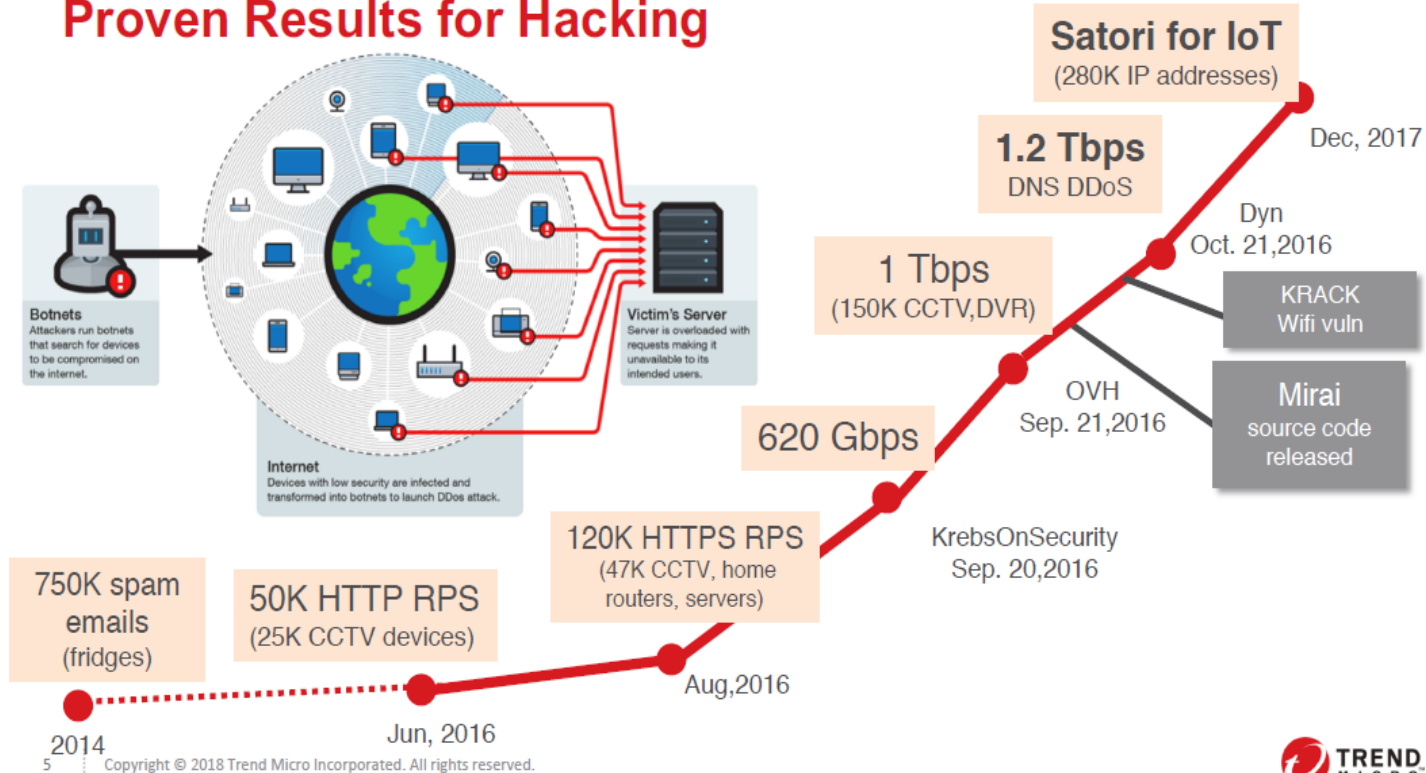 Proven Results for Hacking
Botnets
Attackers run botnets
that search for devices
to be compromised on
the internet.
Internet
Devices with low security are infected and
transformed into botnets to launch DDos attack.
Victim's Server
Server is overloaded with
requests making it
unavailable to its
intended users.
750K spam
emails
(fridges)
2014
50K HTTP RPS
(25K CCTV devices)
Jun, 2016
120K HTTPS RPS
(47K CCTV, home
routers, servers)
Aug,2016
620 Gbps
KrebsOnSecurity
Sep. 20,2016
1 Tbps
(150K CCTV,DVR)
OVH
Sep. 21,2016
Mirai
source code
released
KRACK
Wifi vuln
1.2 Tbps
DNS DDoS
Dyn
Oct. 21,2016
Satori for IoT
(280K IP addresses)
Dec, 2017
5
Copyright © 2018 Trend Micro Incorporated. All rights reserved.
TREND